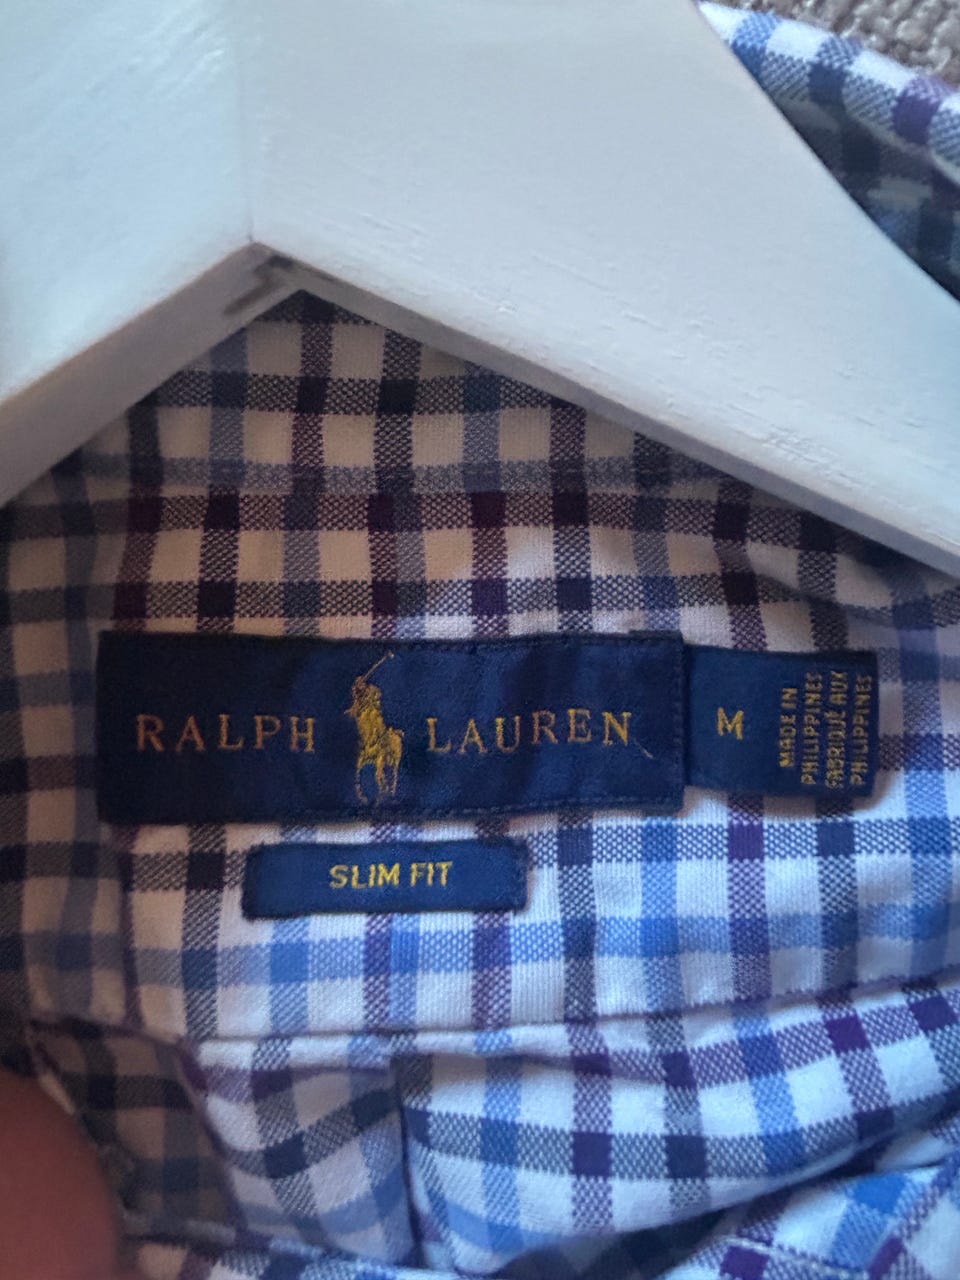 RALPH LAUREN
M
MADE IN
PHILIPPINES
FABRIQUÉ AUX
PHILIPPINES
SLIM FIT